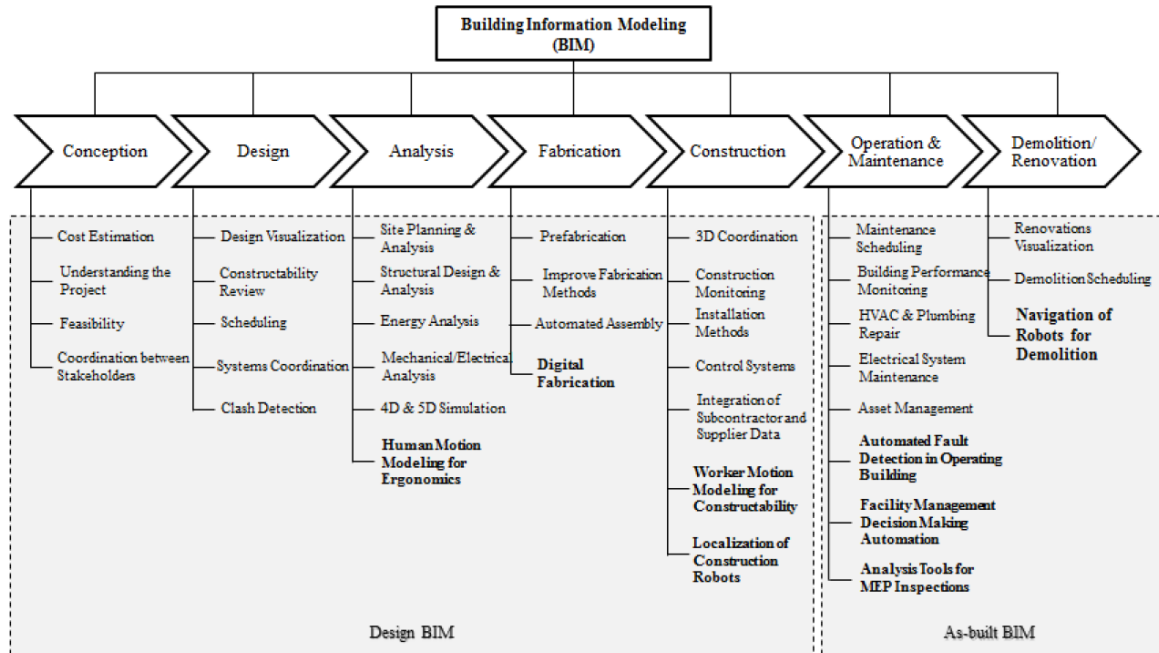 Building Information Modeling
(BIM)
Conception
Design
Analysis
Fabrication
Construction
Operation &
Maintenance
Demolition/
Renovation
Cost Estimation
Understanding the
Project
Feasibility
Coordination between
Stakeholders
Design Visualization
Constructability
Review
Scheduling
Systems Coordination
Clash Detection
Site Planning &
Analysis
Structural Design &
Analysis
Energy Analysis
Mechanical/Electrical
Analysis
4D & 5D Simulation
Human Motion
Modeling for
Ergonomics
Prefabrication
Improve Fabrication
Methods
Automated Assembly
Digital
Fabrication
3D Coordination
Construction
Monitoring
Installation
Methods
Control Systems
Integration of
Subcontractor and
Supplier Data
Worker Motion
Modeling for
Constructability
Localization of
Construction
Robots
Maintenance
Scheduling
Building Performance
Monitoring
HVAC & Plumbing
Repair
Electrical System
Maintenance
Asset Management
Automated Fault
Detection in Operating
Building
Facility Management
Decision Making
Automation
Analysis Tools for
MEP Inspections
Renovations
Visualization
Demolition Scheduling
Navigation of
Robots for
Demolition
Design BIM
As-built BIM